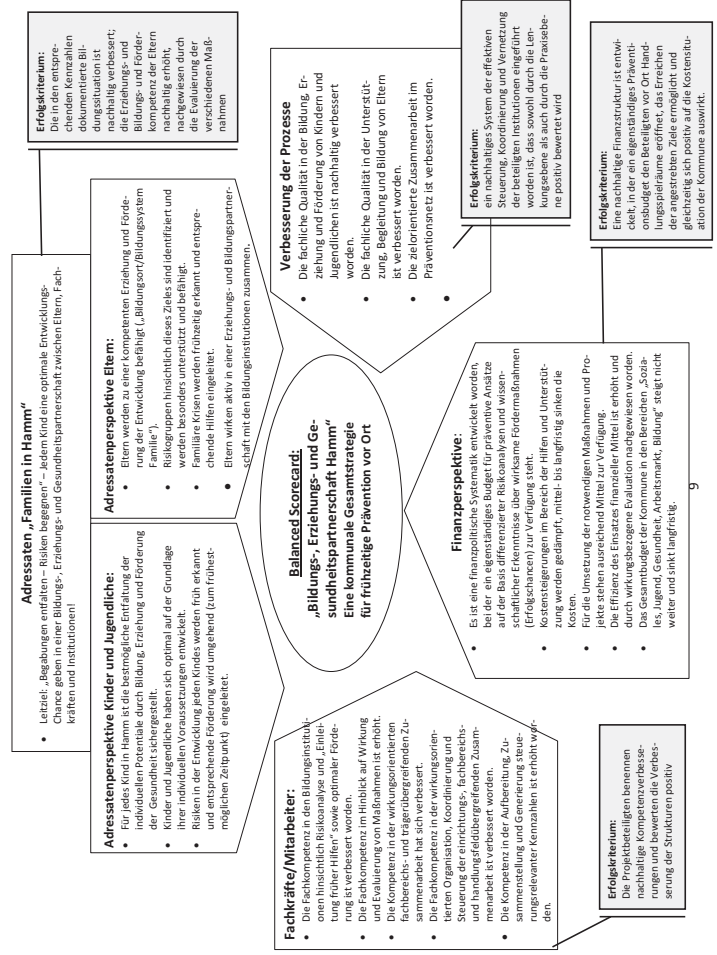 Adressaten „Familien in Hamm“
• Leitziel: „Begabungen entfalten – Risiken begegnen“ – Jedem Kind eine optimale Entwicklungs-
Chance geben in einer Bildungs-, Erziehungs- und Gesundheitspartnerschaft zwischen Eltern, Fach-
kräften und Institutionen!
Erfolgskriterium:
Die in den entspre-
chenden Kennzahlen
dokumentierte Bil-
dungssituation ist
nachhaltig verbessert;
die Erziehungs- und
Bildungs- und Förder-
kompetenz der Eltern
nachhaltig erhöht,
nachgewiesen durch
die Evaluierung der
verschiedenen Maß-
nahmen
Adressatenperspektive Kinder und Jugendliche:
• Für jedes Kind in Hamm ist die bestmögliche Entfaltung der
individuellen Potentiale durch Bildung, Erziehung und Förderung
der Gesundheit sichergestellt.
• Kinder und Jugendliche haben sich optimal auf der Grundlage
ihrer individuellen Voraussetzungen entwickelt.
• Risiken in der Entwicklung jeden Kindes werden früh erkannt
und entsprechende Förderung wird umgehend (zum frühest-
möglichen Zeitpunkt) eingeleitet.
Adressatenperspektive Eltern:
• Eltern werden zu einer kompetenten Erziehung und Förde-
rung der Entwicklung befähigt („Bildungsort/Bildungssystem
Familie“).
• Risikogruppen hinsichtlich dieses Zieles sind identifiziert und
werden besonders unterstützt und befähigt.
• Familiäre Krisen werden frühzeitig erkannt und entspre-
chende Hilfen eingeleitet.
• Eltern wirken aktiv in einer Erziehungs- und Bildungspartner-
schaft mit den Bildungsinstitutionen zusammen.
Fachkräfte/Mitarbeiter:
• Die Fachkompetenz in den Bildungsinstituti-
onen hinsichtlich Risikoanalyse und „Einlei-
tung früher Hilfen“ sowie optimaler Förde-
rung ist verbessert worden.
• Die Fachkompetenz im Hinblick auf Wirkung
und Evaluierung von Maßnahmen ist erhöht.
• Die Kompetenz in der wirkungsorientierten
fachbereichs- und trägerübergreifenden Zu-
sammenarbeit hat sich verbessert.
• Die Fachkompetenz in der wirkungsorien-
tierten Organisation, Koordinierung und
Steuerung der einrichtungs-, fachbereichs-
und handlungsfeldübergreifenden Zusam-
menarbeit ist verbessert worden.
• Die Kompetenz in der Aufbereitung, Zu-
sammenstellung und Generierung steue-
rungsrelevanter Kennzahlen ist erhöht wor-
den.
Balanced Scorecard:
„Bildungs-, Erziehungs- und Ge-
sundheitspartnerschaft Hamm“
Eine kommunale Gesamtstrategie
für frühzeitige Prävention vor Ort
Verbesserung der Prozesse
• Die fachliche Qualität in der Bildung, Er-
ziehung und Förderung von Kindern und
Jugendlichen ist nachhaltig verbessert
worden.
• Die fachliche Qualität in der Unterstüt-
zung, Begleitung und Bildung von Eltern
ist verbessert worden.
• Die zielorientierte Zusammenarbeit im
Präventionsnetz ist verbessert worden.
•
Finanzperspektive:
• Es ist eine finanzpolitische Systematik entwickelt worden,
bei der ein eigenständiges Budget für präventive Ansätze
auf der Basis differenzierter Risikoanalysen und wissen-
schaftlicher Erkenntnisse über wirksame Fördermaßnahmen
(Erfolgschancen) zur Verfügung steht.
• Kostensteigerungen im Bereich der Hilfen und Unterstüt-
zung werden gedämpft, mittel- bis langfristig sinken die
Kosten.
• Für die Umsetzung der notwendigen Maßnahmen und Pro-
jekte stehen ausreichend Mittel zur Verfügung.
• Die Effizienz des Einsatzes finanzieller Mittel ist erhöht und
durch wirkungsbezogene Evaluation nachgewiesen worden.
• Das Gesamtbudget der Kommune in den Bereichen „Sozia-
les, Jugend, Gesundheit, Arbeitsmarkt, Bildung“ steigt nicht
weiter und sinkt langfristig.
Erfolgskriterium:
ein nachhaltiges System der effektiven
Steuerung, Koordinierung und Vernetzung
der beteiligten Institutionen eingeführt
worden ist, dass sowohl durch die Len-
kungsebene als auch durch die Praxisebe-
ne positiv bewertet wird
Erfolgskriterium:
Die Projektbeteiligten benennen
nachhaltige Kompetenzverbesse-
rungen und bewerten die Verbes-
serung der Strukturen positiv
Erfolgskriterium:
Eine nachhaltige Finanzstruktur ist entwi-
ckelt, in der ein eigenständiges Präventi-
onsbudget den Beteiligten vor Ort Hand-
lungsspielräume eröffnet, das Erreichen
der angestrebten Ziele ermöglicht und
gleichzeitig sich positiv auf die Kostensitu-
ation der Kommune auswirkt.
9